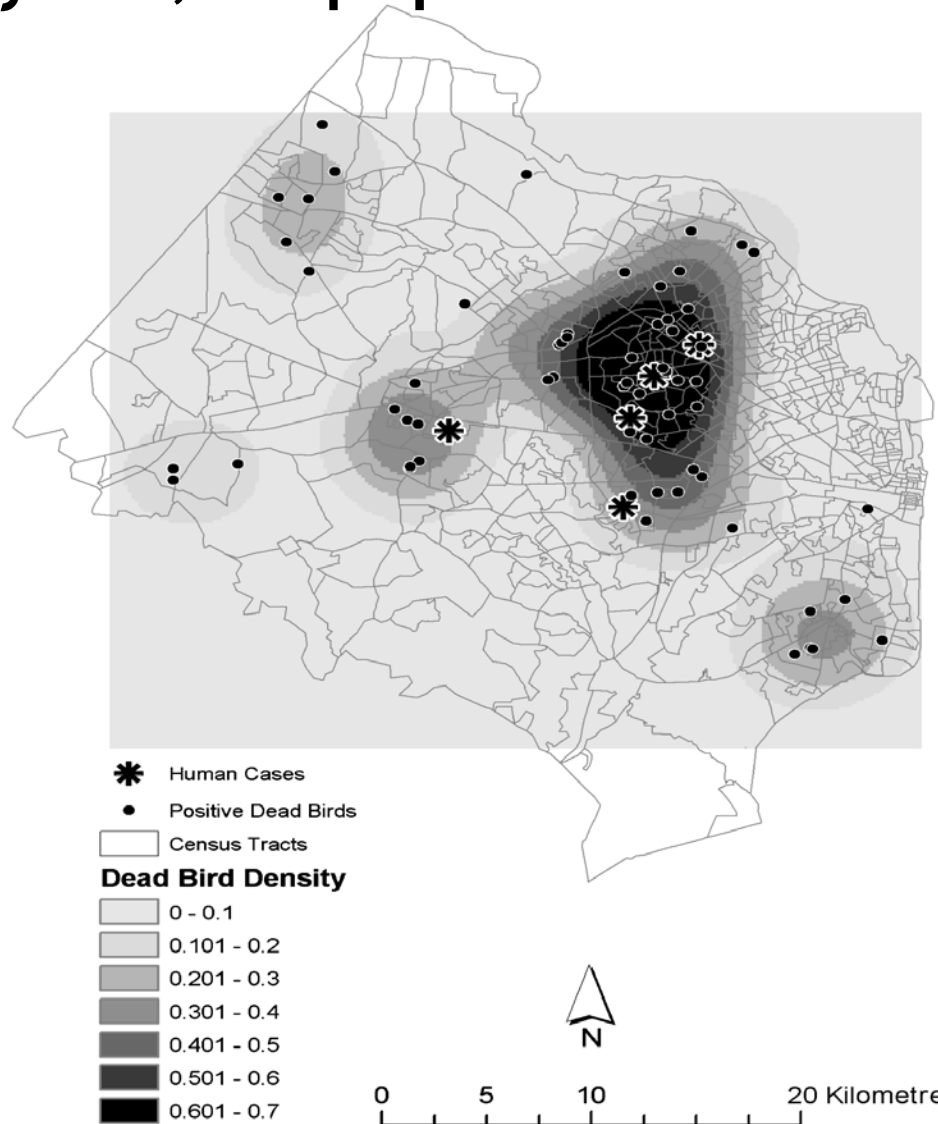 Human Cases
Positive Dead Birds
Census Tracts
Dead Bird Density
0 - 0.1
0.101 - 0.2
0.201 - 0.3
0.301 - 0.4
0.401 - 0.5
0.501 - 0.6
0.601 - 0.7
N
0 5 10 20 Kilometre